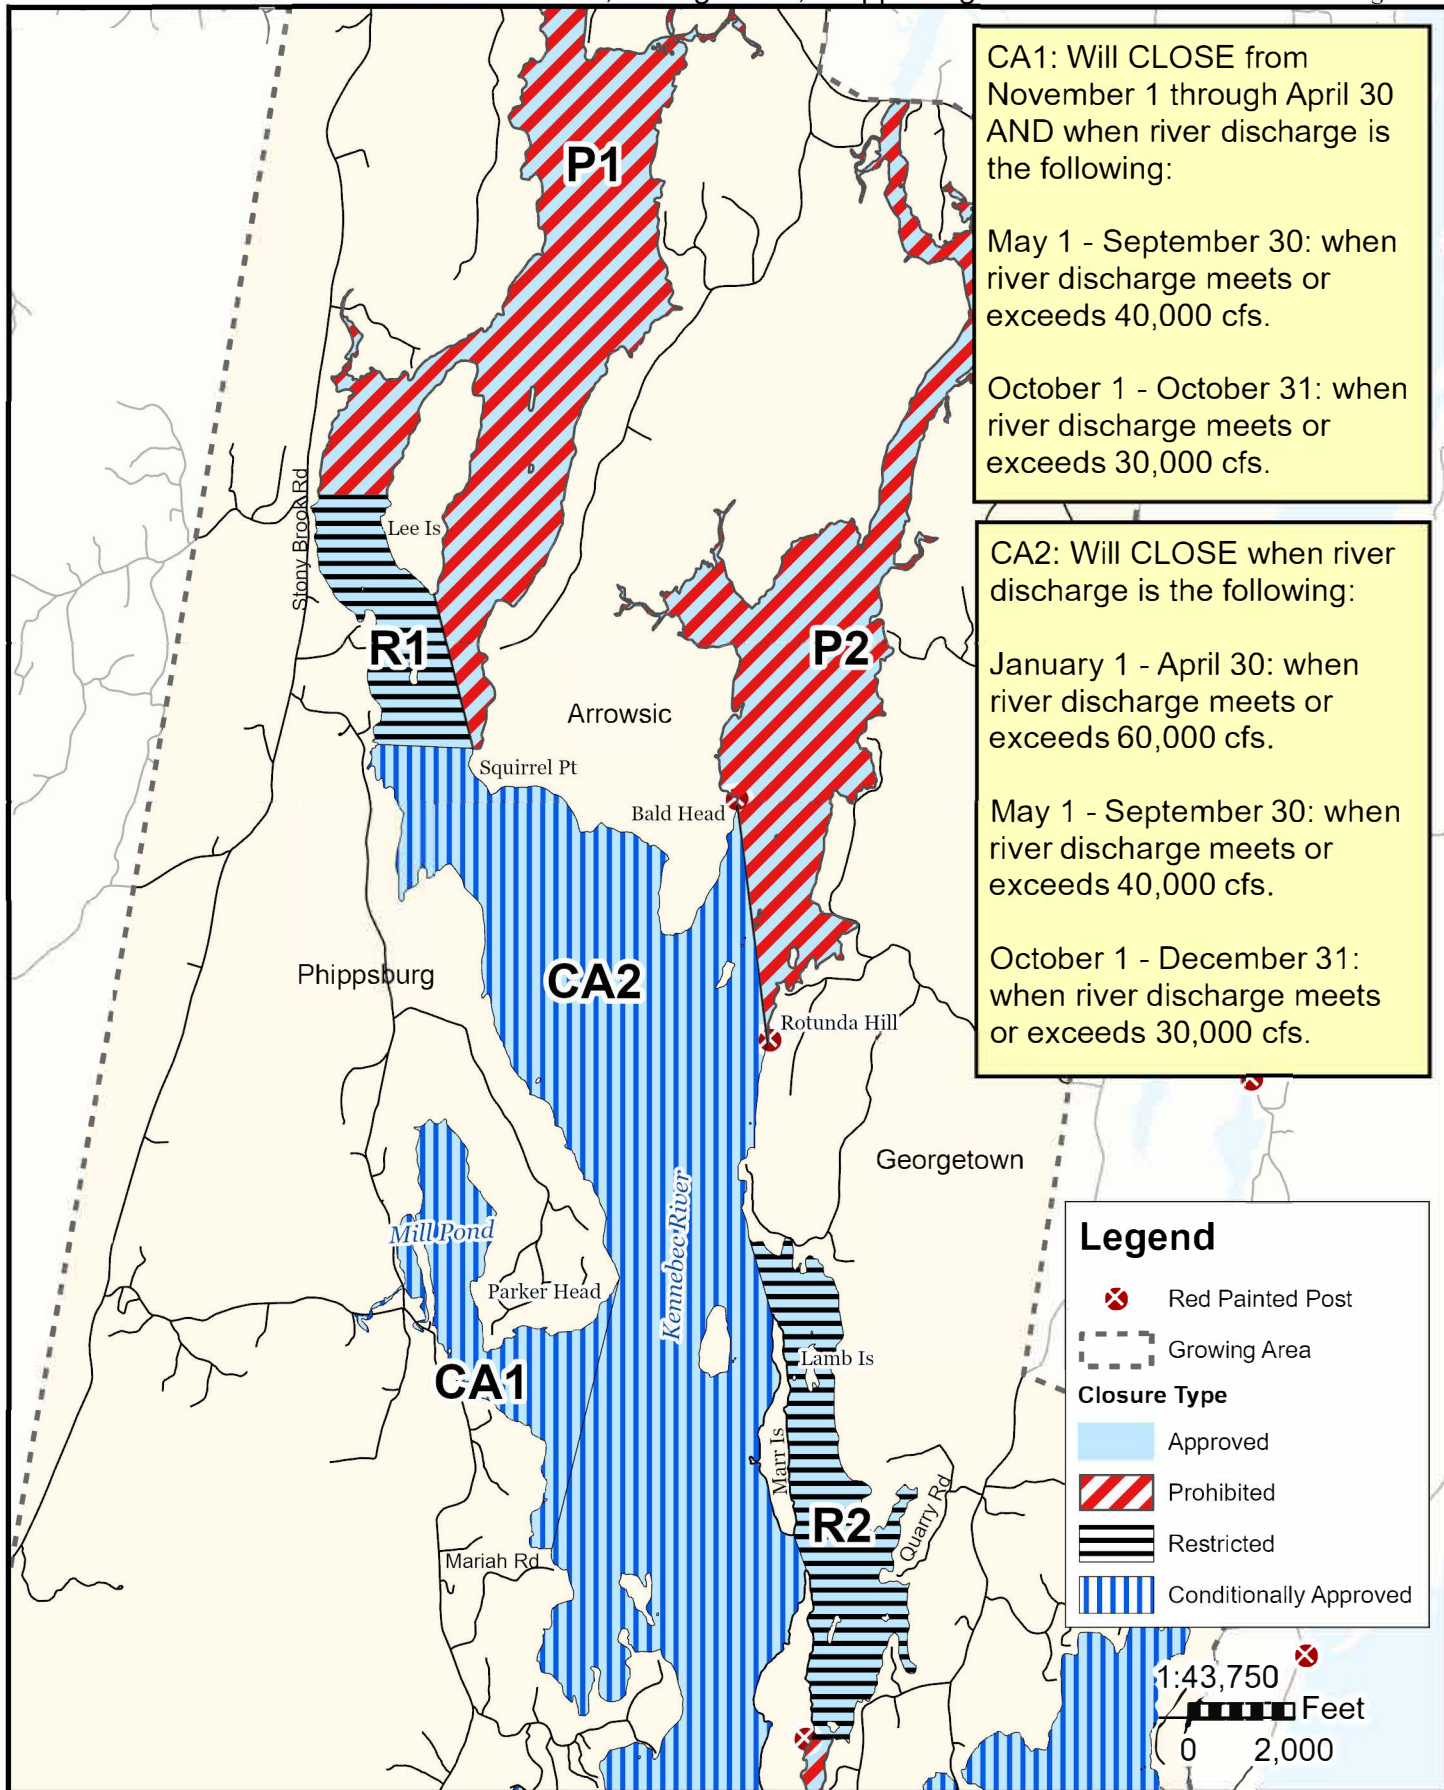 CA1: Will CLOSE from
November 1 through April 30
AND when river discharge is
the following:
May 1 - September 30: when
river discharge meets or
exceeds 40,000 cfs.
October 1 - October 31: when
river discharge meets or
exceeds 30,000 cfs.
CA2: Will CLOSE when river
discharge is the following:
January 1 - April 30: when
river discharge meets or
exceeds 60,000 cfs.
May 1 - September 30: when
river discharge meets or
exceeds 40,000 cfs.
October 1 - December 31:
when river discharge meets
or exceeds 30,000 cfs.
P1
Stony Brook Rd
Lee Is
R1
P2
Arrowsic
Squirrel Pt
Bald Head
Phippsburg
CA2
Rotunda Hill
Georgetown
Mill Pond
Kennebec River
Parker Head
Lamb Is
CA1
Marr Is
R2
Quarry Rd
Mariah Rd
Legend
Red Painted Post
Growing Area
Closure Type
Approved
Prohibited
Restricted
Conditionally Approved
1:43,750
Feet
0 2,000